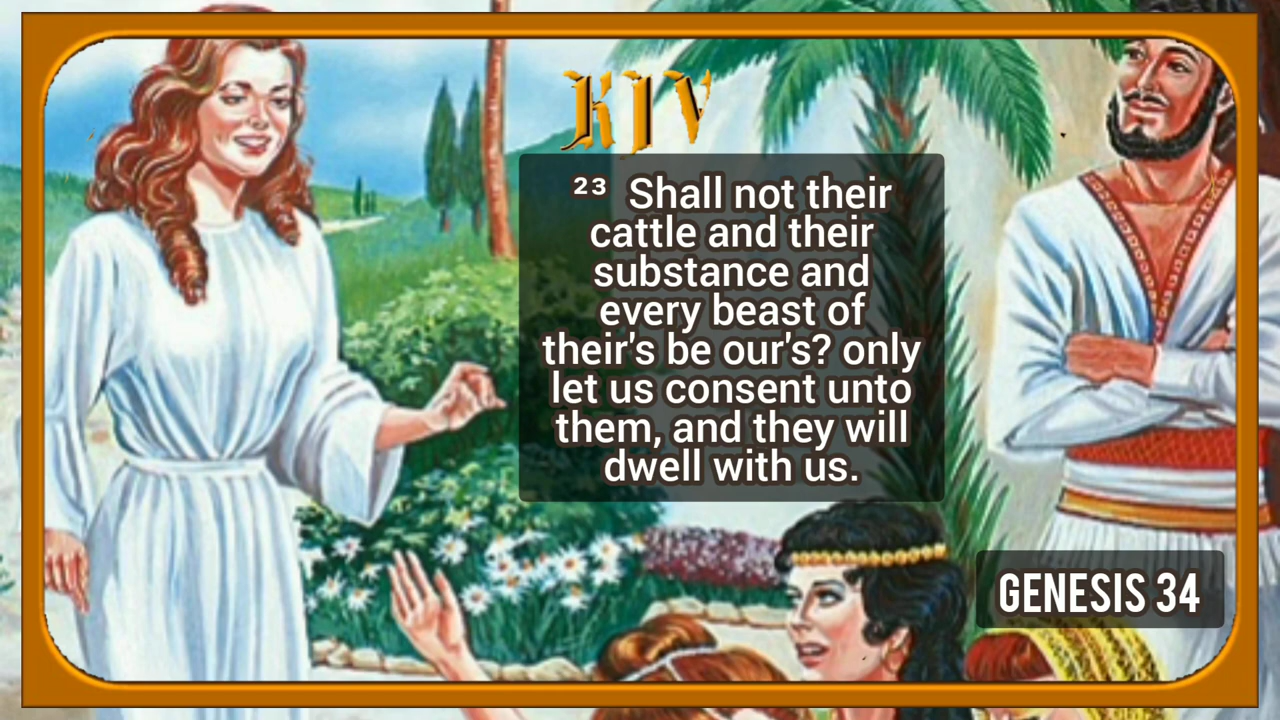 KJV
²³ Shall not their
cattle and their
substance and
every beast of
their's be our's? only
let us consent unto
them, and they will
dwell with us.
GENESIS 34